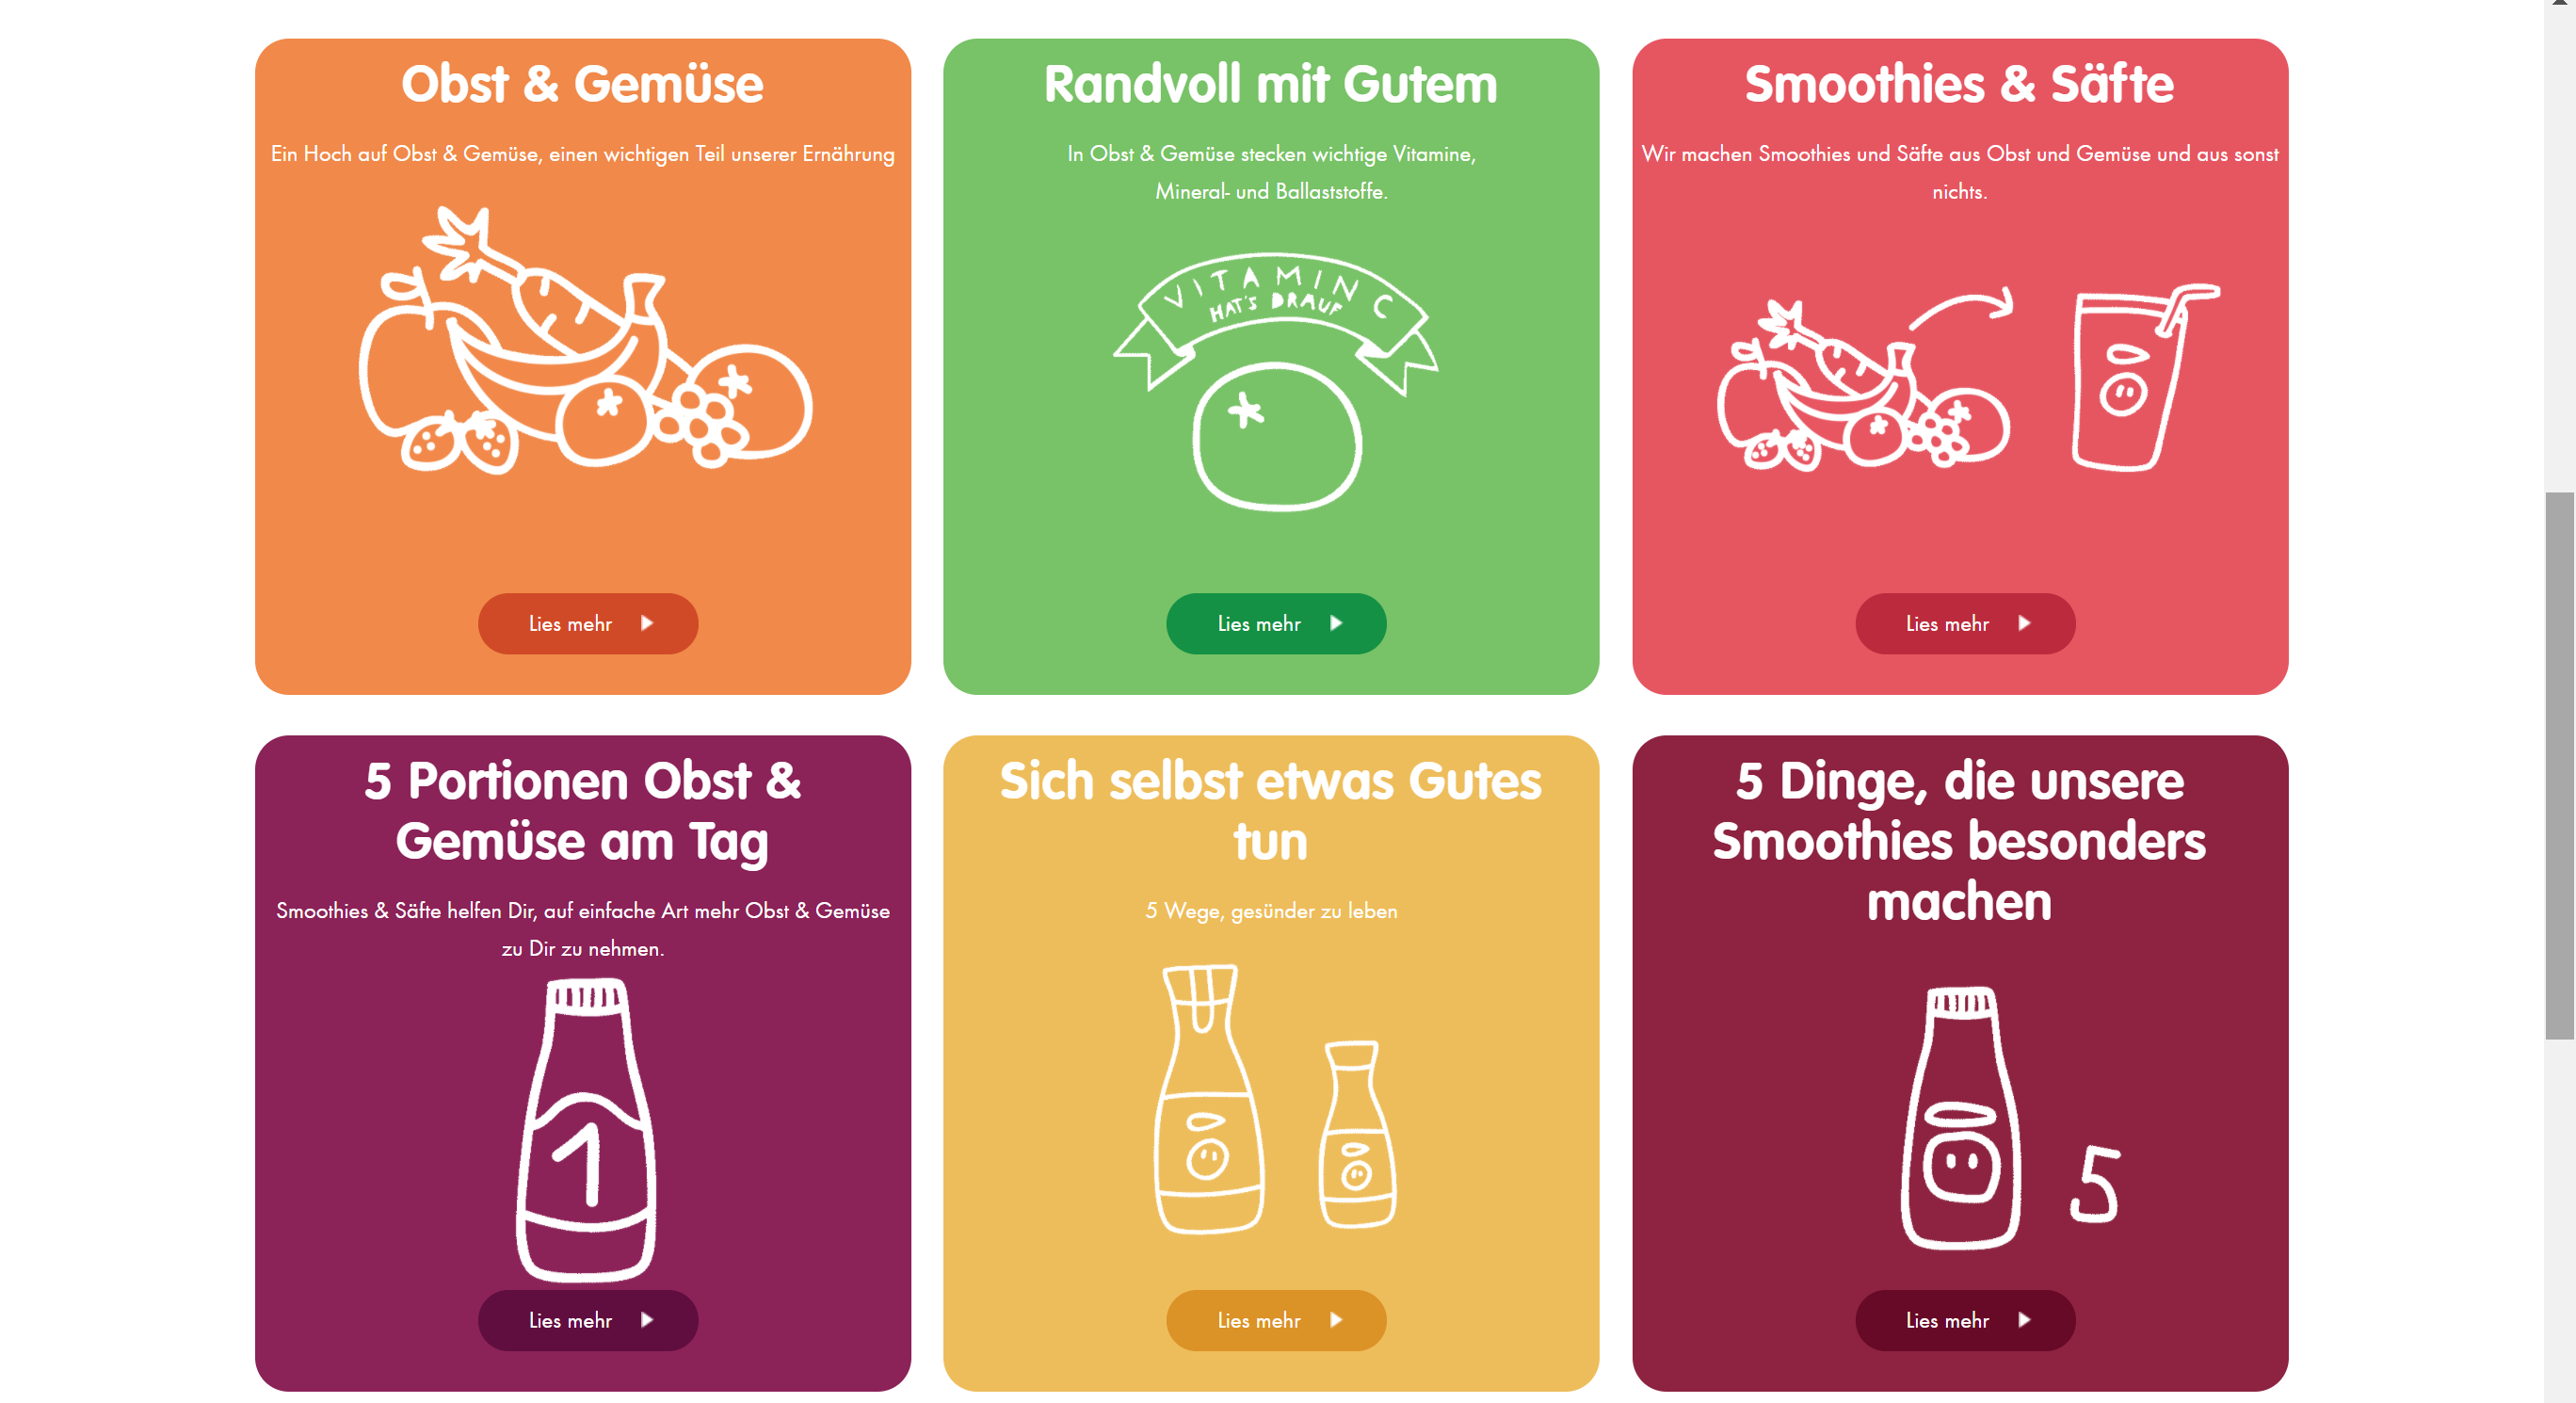 Obst & Gemüse
Ein Hoch auf Obst & Gemüse, einen wichtigen Teil unserer Ernährung
Lies mehr
Randvoll mit Gutem
In Obst & Gemüse stecken wichtige Vitamine,
Mineral- und Ballaststoffe.
VITAMIN C
HAT'S DRAUF
Lies mehr
Smoothies & Säfte
Wir machen Smoothies und Säfte aus Obst und Gemüse und aus sonst
nichts.
Lies mehr
5 Portionen Obst &
Gemüse am Tag
Smoothies & Säfte helfen Dir, auf einfache Art mehr Obst & Gemüse
zu Dir zu nehmen.
1
Lies mehr
Sich selbst etwas Gutes
tun
5 Wege, gesünder zu leben
Lies mehr
5 Dinge, die unsere
Smoothies besonders
machen
5
Lies mehr